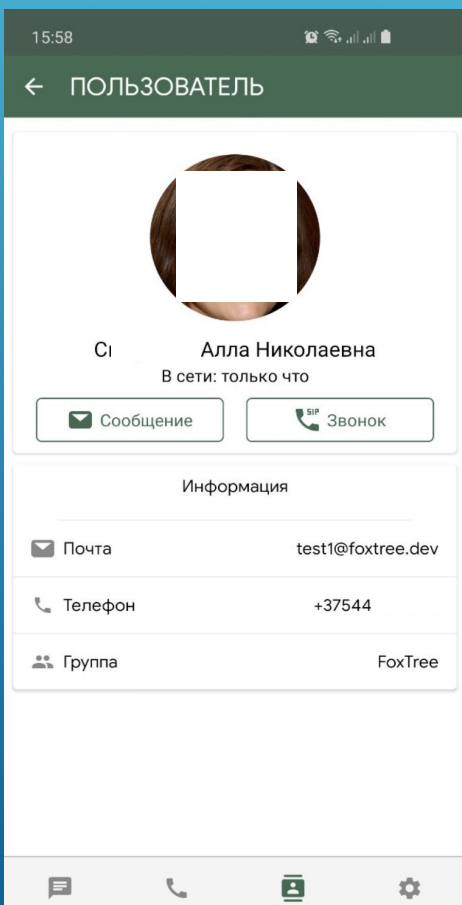 15:58
ПОЛЬЗОВАТЕЛЬ
Алла Николаевна
В сети: только что
Сообщение
SIP Звонок
Информация
Почта test1@foxtree.dev
Телефон +37544
Группа FoxTree